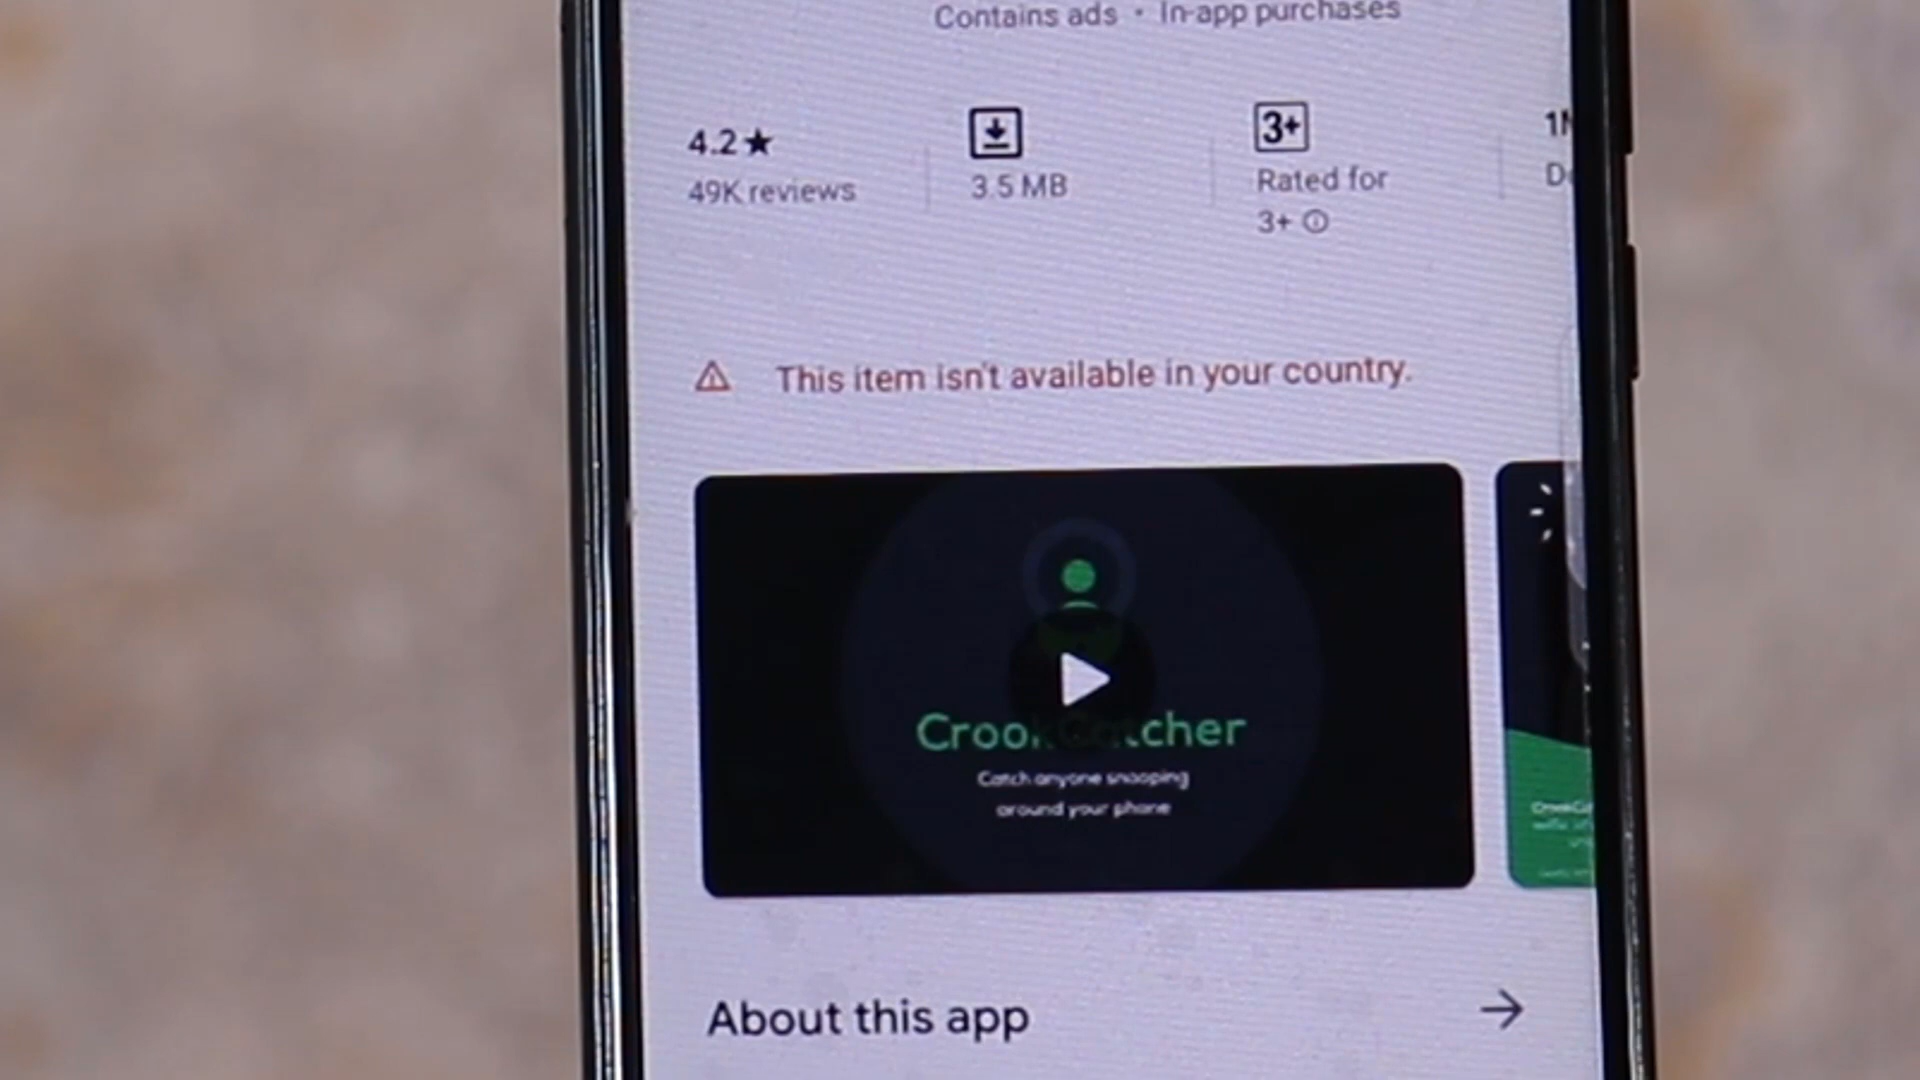 Contains ads • In-app purchases
4.2★
49K reviews
3.5 MB
3+
Rated for
3+
This item isn't available in your country.
CrookCatcher
Catch anyone snooping
around your phone
About this app